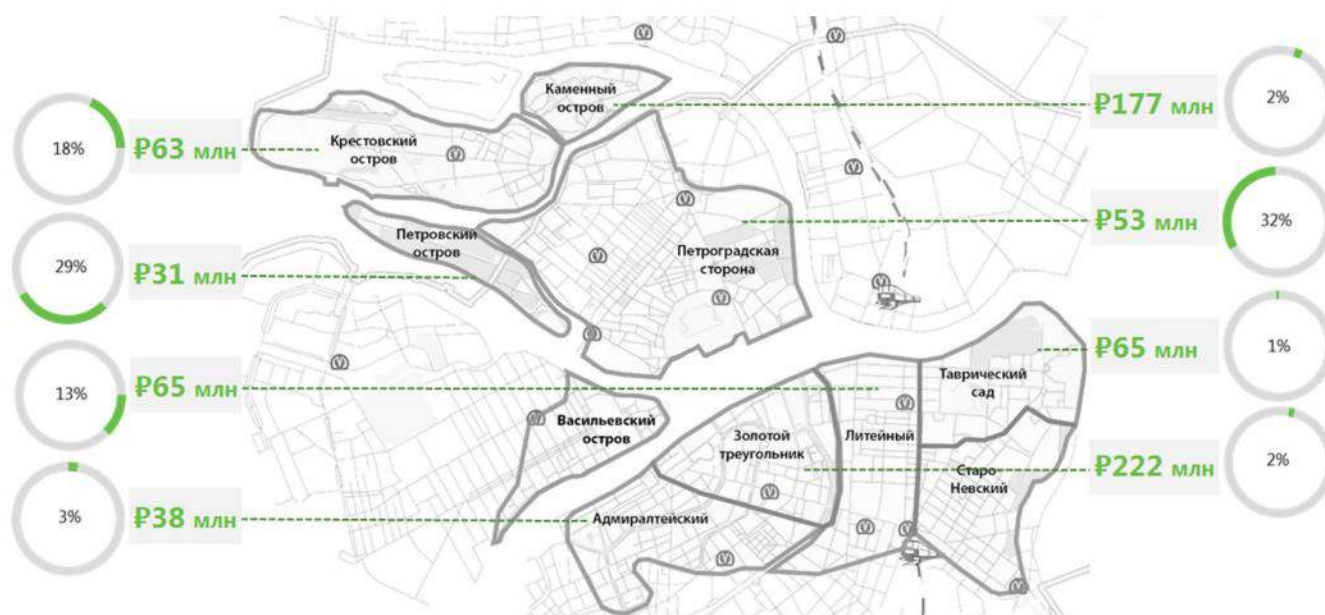 Каменный
остров
₽177 млн
2%
18%
₽63 млн
Крестовский
остров
Петровский
остров
Петроградская
сторона
₽53 млн
32%
29%
₽31 млн
13%
₽65 млн
Васильевский
остров
Золотой
треугольник
Литейный
Таврический
сад
₽65 млн
1%
Старо-
Невский
₽222 млн
2%
3%
₽38 млн
Адмиралтейский